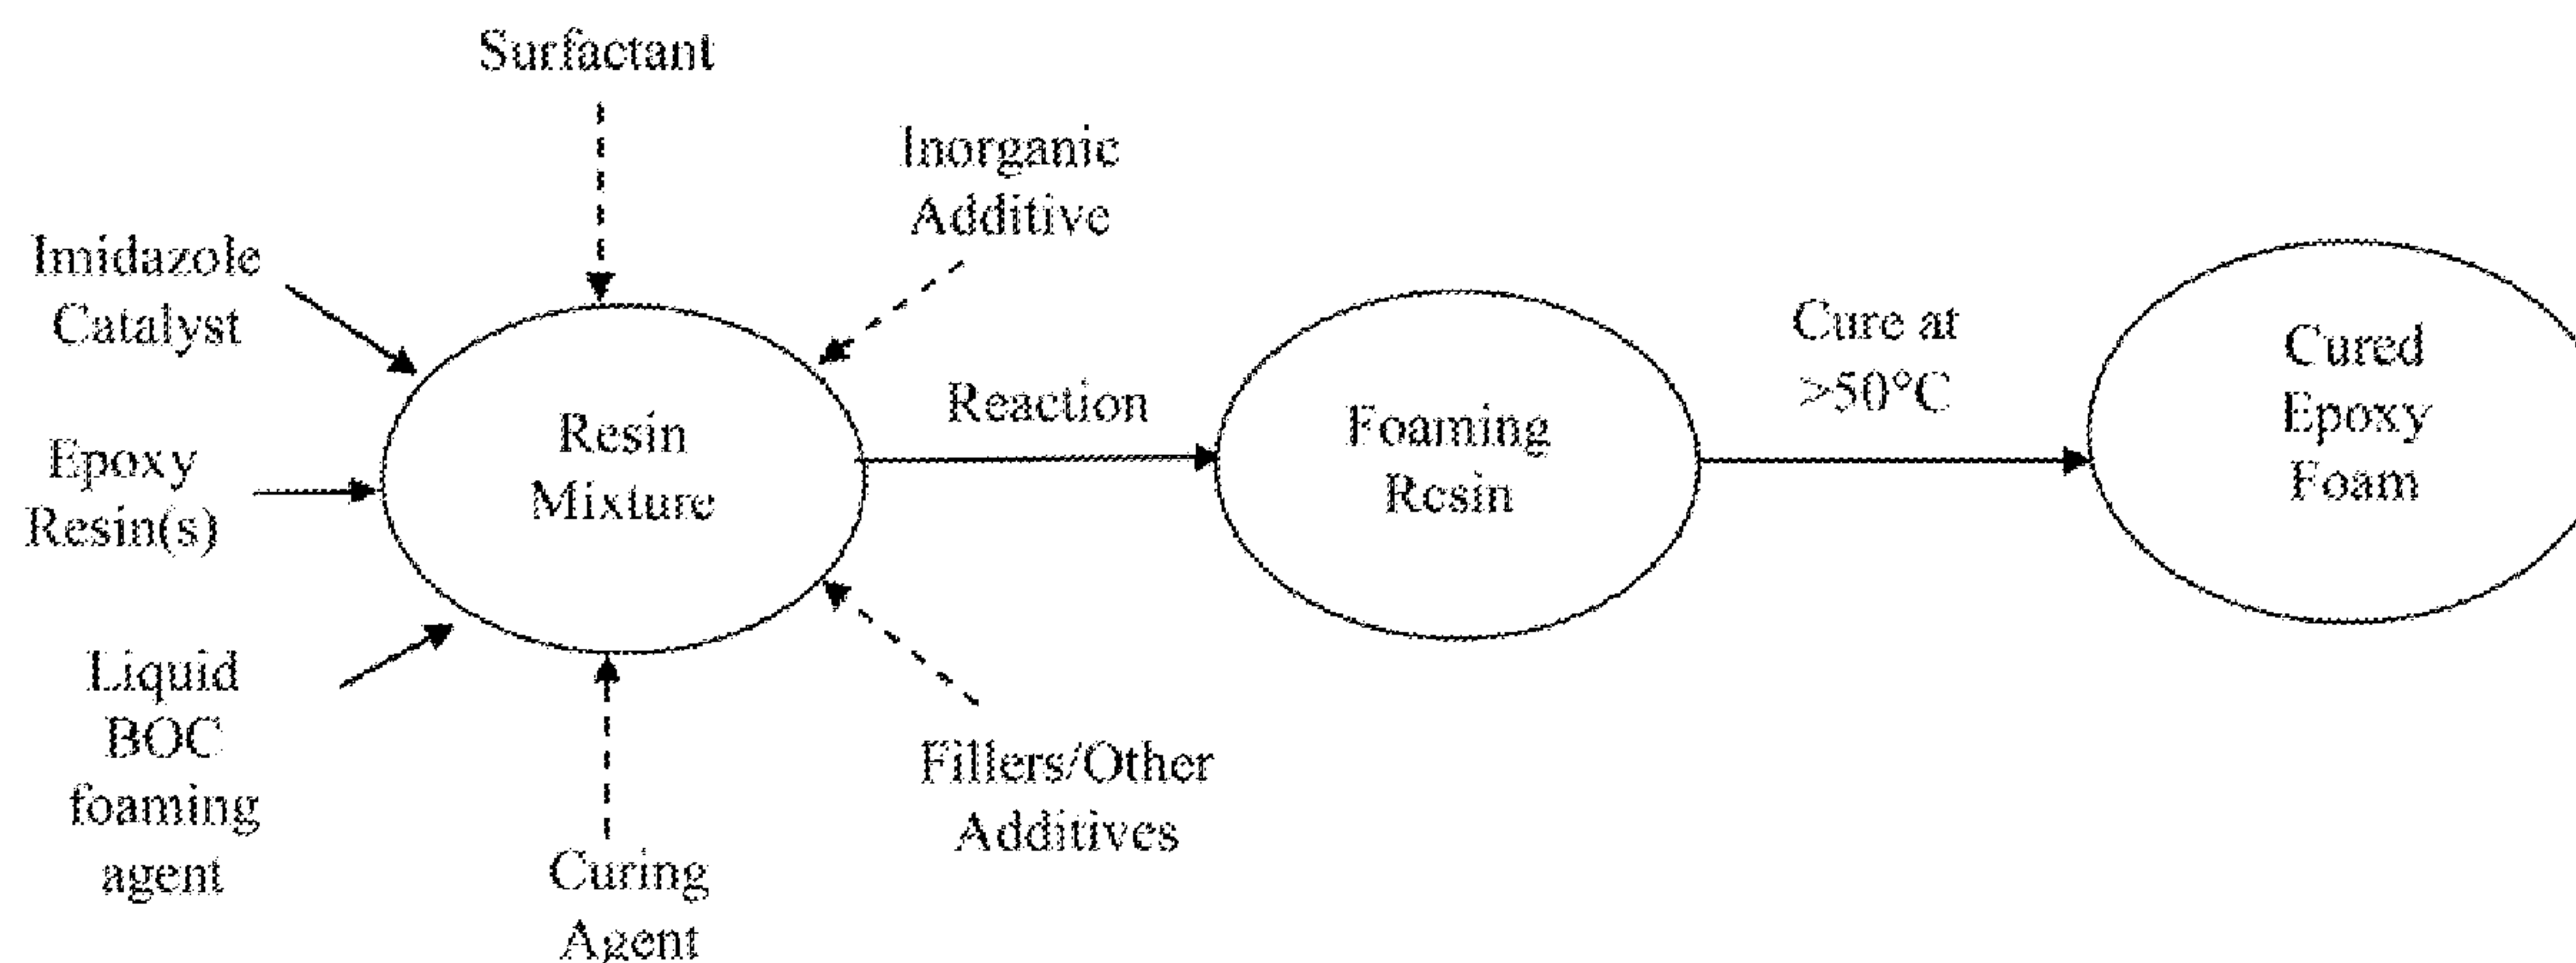 Surfactant
Inorganic
Additive
Imidazole
Catalyst
Epoxy
Resin(s)
Liquid
BOC
foaming
agent
Curing
Agent
Fillers/Other
Additives
Resin
Mixture
Reaction
Foaming
Resin
Cure at
>50°C
Cured
Epoxy
Foam